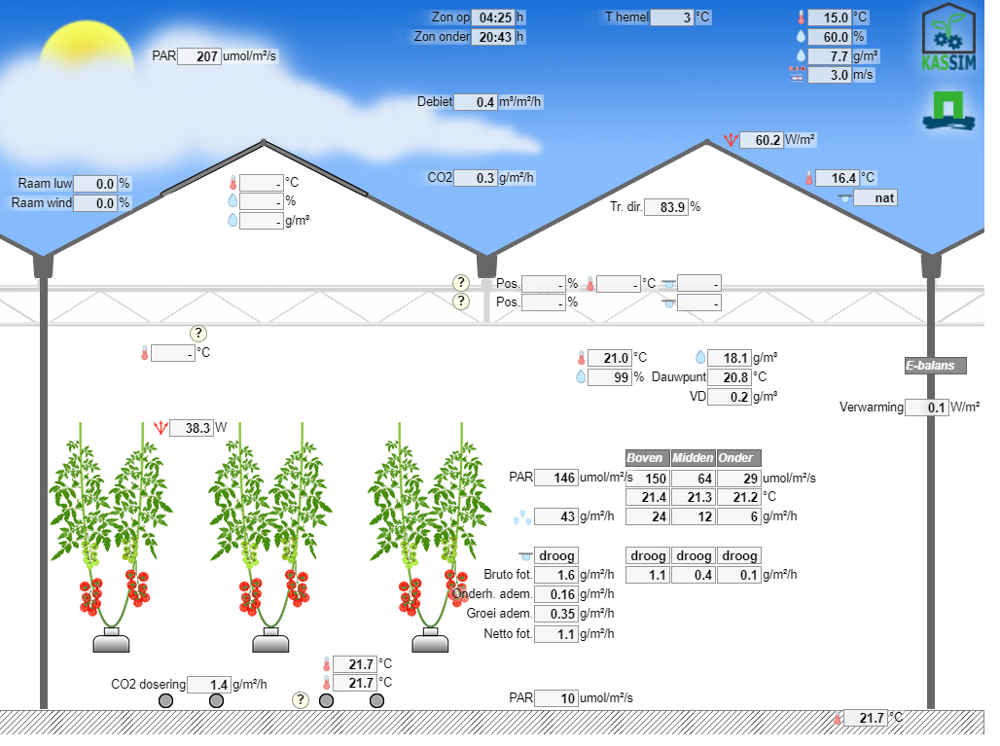 Zon op 04:25 h
T hemel 3 °C
15.0 °C
Zon onder 20:43 h
60.0 %
PAR 207 umol/m²/s
7.7 g/m³
KASSIM
3.0 m/s
Debiet 0.4 m³/m²/h
60.2 W/m²
CO2 0.3 g/m²/h
16.4 °C
Raam luw 0.0 %
- °C
nat
Raam wind 0.0 %
- %
Tr. dir. 83.9 %
- g/m³
? Pos. - % - °C -
? Pos. - % -
?
- °C
21.0 °C 18.1 g/m³
99 % Dauwpunt 20.8 °C
E-balans
VD 0.2 g/m³
Verwarming 0.1 W/m²
38.3 W
Boven Midden Onder
PAR 146 umol/m²/s 150 64 29 umol/m²/s
21.4 21.3 21.2 °C
43 g/m²/h 24 12 6 g/m²/h
droog droog droog droog
Bruto fot. 1.6 g/m²/h 1.1 0.4 0.1 g/m²/h
Onderh. adem. 0.16 g/m²/h
Groei adem. 0.35 g/m²/h
Netto fot. 1.1 g/m²/h
21.7 °C
CO2 dosering 1.4 g/m²/h
21.7 °C
?
PAR 10 umol/m²/s
21.7 °C